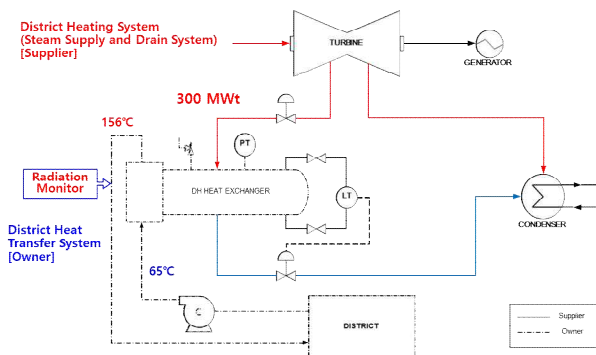 District Heating System
(Steam Supply and Drain System)
[Supplier]
TURBINE
GENERATOR
300 MWt
156℃
PT
Radiation
Monitor
DH HEAT EXCHANGER
LT
CONDENSER
District Heat
Transfer System
[Owner]
65℃
C
DISTRICT
Supplier
Owner